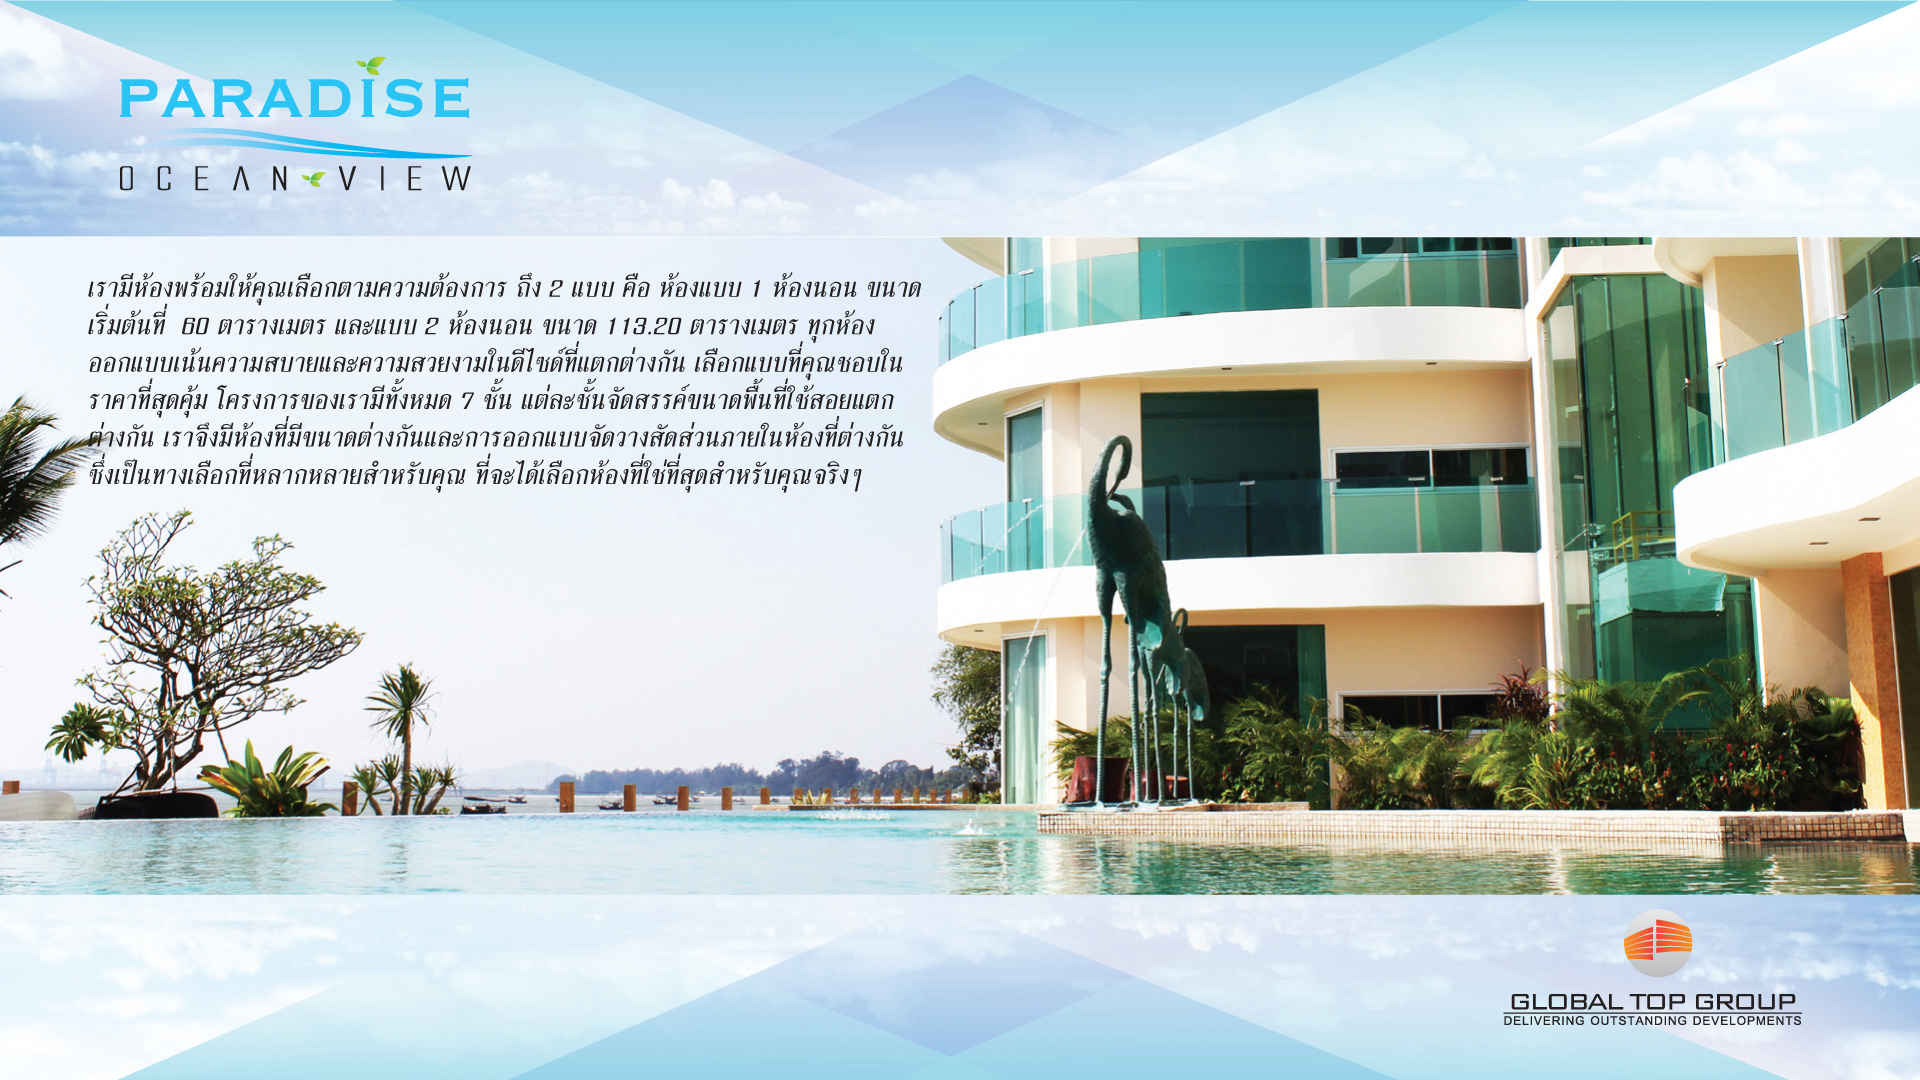 PARADISE
OCEAN VIEW
เรามีห้องพร้อมให้คุณเลือกตามความต้องการ ถึง 2 แบบ คือ ห้องแบบ 1 ห้องนอน ขนาด
เริ่มต้นที่ 60 ตารางเมตร และแบบ 2 ห้องนอน ขนาด 113.20 ตารางเมตร ทุกห้อง
ออกแบบเน้นความสบายและความสวยงามในดีไซด์ที่แตกต่างกัน เลือกแบบที่คุณชอบใน
ราคาที่สุดคุ้ม โครงการของเรามีทั้งหมด 7 ชั้น แต่ละชั้นจัดสรรค์ขนาดพื้นที่ใช้สอยแตก
ต่างกัน เราจึงมีห้องที่มีขนาดต่างกันและการออกแบบจัดวางสัดส่วนภายในห้องที่ต่างกัน
ซึ่งเป็นทางเลือกที่หลากหลายสำหรับคุณ ที่จะได้เลือกห้องที่ใช่ที่สุดสำหรับคุณจริงๆ
GLOBAL TOP GROUP
DELIVERING OUTSTANDING DEVELOPMENTS